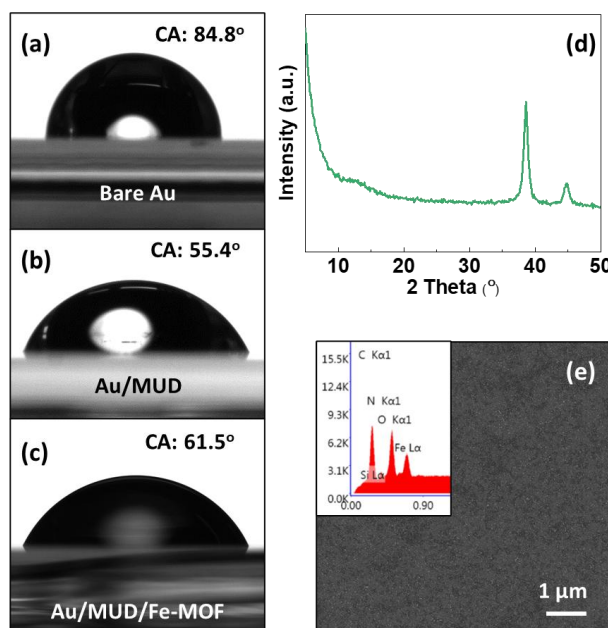 (a)
CA: 84.8°
Bare Au
(b)
CA: 55.4°
Au/MUD
(c)
CA: 61.5°
Au/MUD/Fe-MOF
(d)
Intensity (a.u.)
10 20 30 40 50
2 Theta (°)
(e)
C Kα1
15.5K
12.4K
N Kα1
9.3K
O Kα1
6.2K
Fe Lα
3.1K
Si Lα
0.0K
0.00 0.90
1 μm